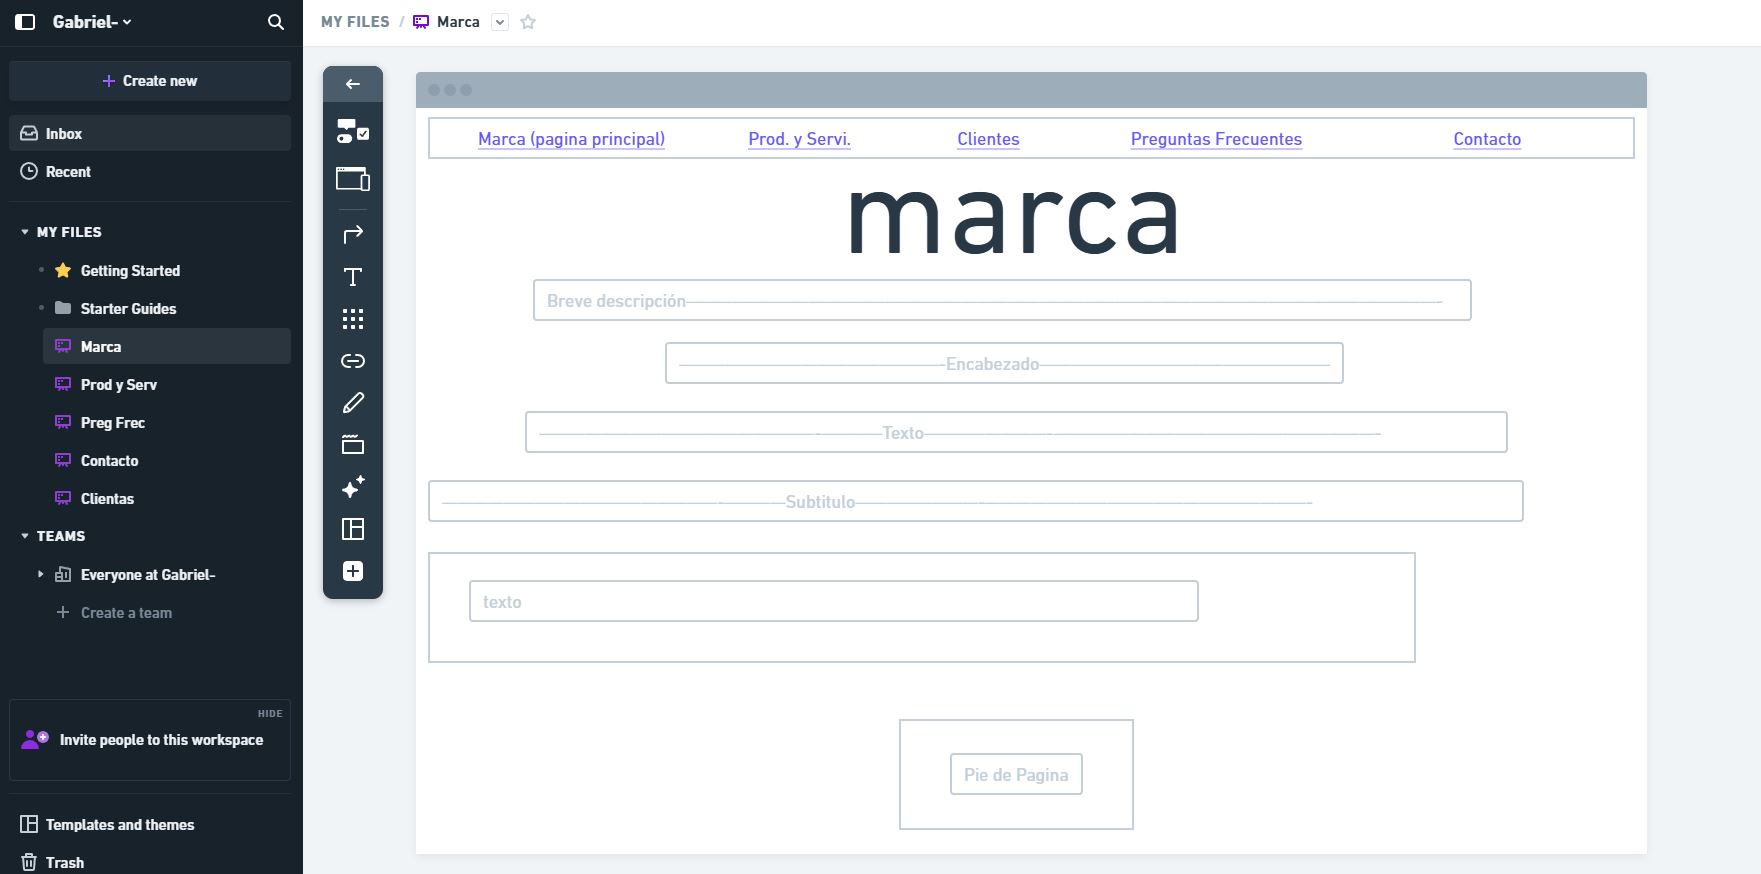 Gabriel-
MY FILES / Marca
Create new
Inbox
Recent
MY FILES
Getting Started
Starter Guides
Marca
Prod y Serv
Preg Frec
Contacto
Clientas
TEAMS
Everyone at Gabriel-
Create a team
HIDE
Invite people to this workspace
Templates and themes
Trash
Marca (pagina principal) Prod. y Servi. Clientes Preguntas Frecuentes Contacto
marca
Breve descripción
Encabezado
Texto
Subtitulo
texto
Pie de Pagina